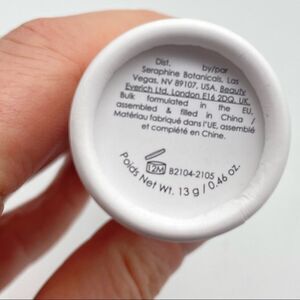 Dist. by/par
Seraphine Botanicals, Las
Vegas, NV 89107, USA. Beauty
Everich Ltd, London E16 2DQ, UK.
Bulk formulated in the EU,
assembled & filled in China /
Matériau fabriqué dans l'UE, assemblé
et complété en Chine.
12M B2104-2105
Poids Net Wt. 13 g / 0.46 oz.